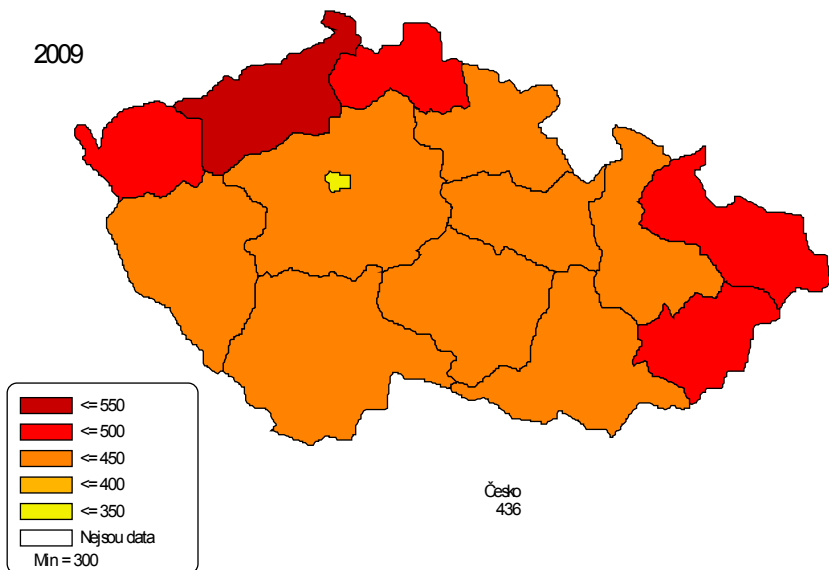 2009
<= 550
<= 500
<= 450
<= 400
<= 350
Nejsou data
Min = 300
Česko
436